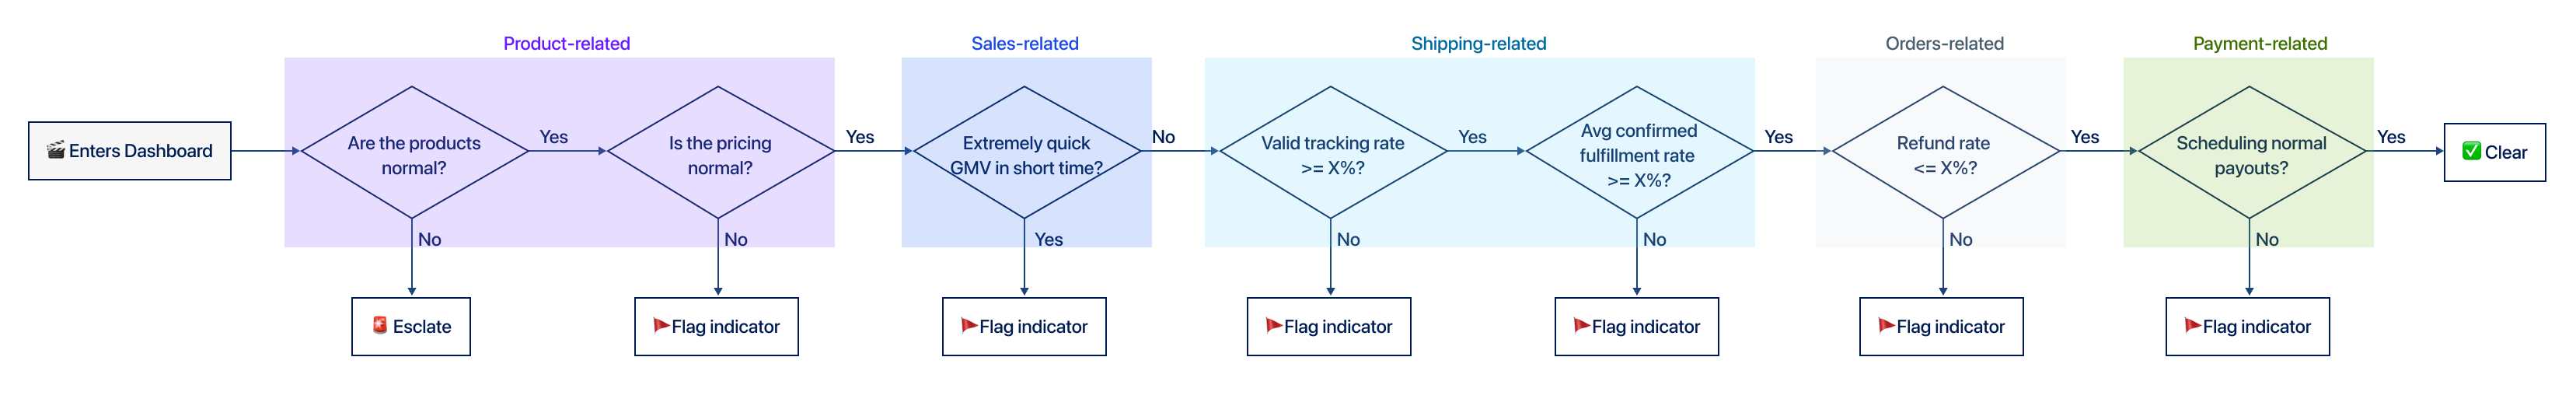 Product-related
Sales-related
Shipping-related
Orders-related
Payment-related
🎬 Enters Dashboard
Are the products
normal?
Yes
Is the pricing
normal?
Yes
Extremely quick
GMV in short time?
No
Valid tracking rate
>= X%?
Yes
Avg confirmed
fulfillment rate
>= X%?
Yes
Refund rate
<= X%?
Yes
Scheduling normal
payouts?
Yes
✅ Clear
No
No
Yes
No
No
No
No
🚨 Esclate
🚩Flag indicator
🚩Flag indicator
🚩Flag indicator
🚩Flag indicator
🚩Flag indicator
🚩Flag indicator